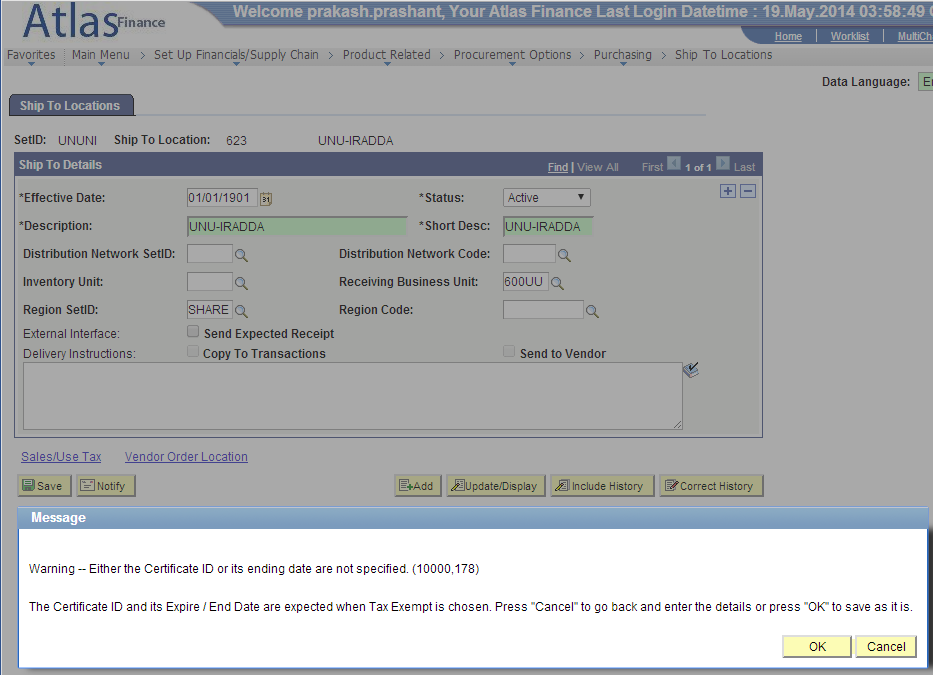 Atlas Finance
Welcome prakash.prashant, Your Atlas Finance Last Login Datetime : 19.May.2014 03:58:49
Home Worklist
Favorites Main Menu > Set Up Financials/Supply Chain > Product Related > Procurement Options > Purchasing > Ship To Locations
Data Language:
Ship To Locations
SetID: UNUNI Ship To Location: 623 UNU-IRADDA
Ship To Details Find | View All First 1 of 1 Last
*Effective Date: 01/01/1901 *Status: Active
*Description: UNU-IRADDA *Short Desc: UNU-IRADDA
Distribution Network SetID: Distribution Network Code:
Inventory Unit: Receiving Business Unit: 600UU
Region SetID: SHARE Region Code:
External Interface: Send Expected Receipt
Delivery Instructions: Copy To Transactions Send to Vendor
Sales/Use Tax Vendor Order Location
Save Notify Add Update/Display Include History Correct History
Message
Warning -- Either the Certificate ID or its ending date are not specified. (10000,178)
The Certificate ID and its Expire / End Date are expected when Tax Exempt is chosen. Press "Cancel" to go back and enter the details or press "OK" to save as it is.
OK Cancel